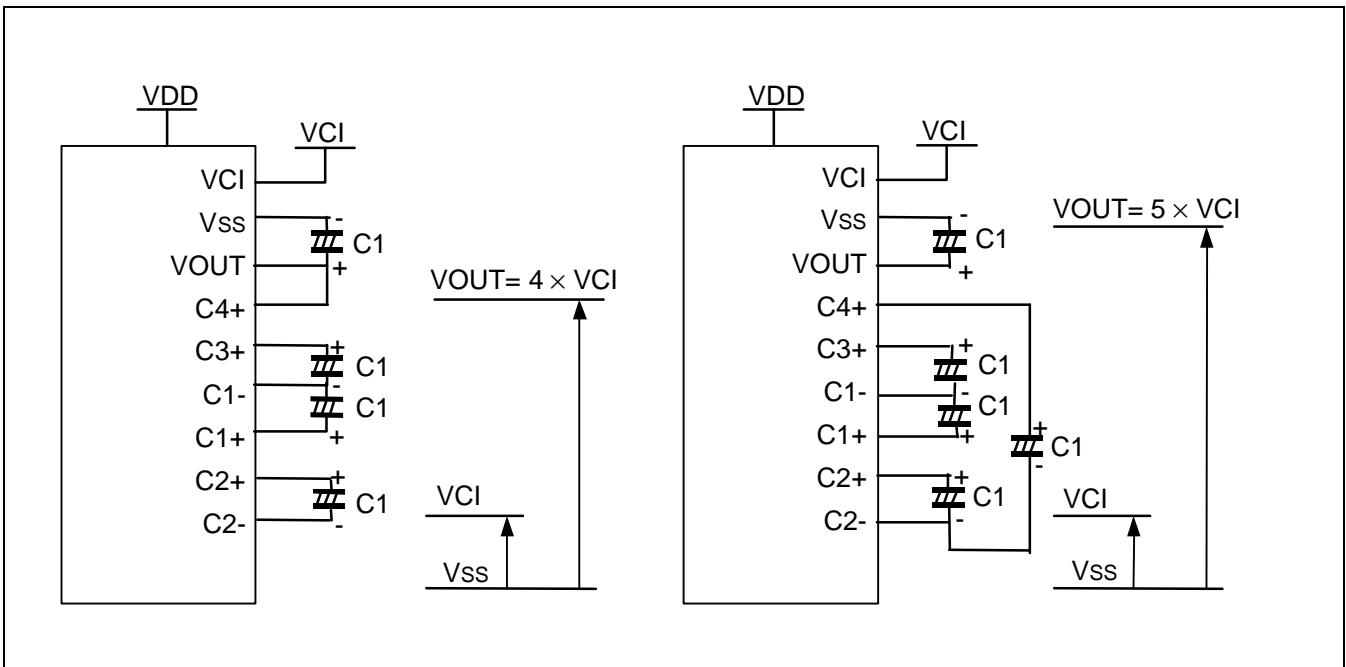 VDD
VCI
VCI
Vss
-
C1
VOUT
+
C4+
C3+
+
C1
C1-
-
C1
C1+
+
C2+
+
C1
C2-
-
VOUT= 4 × VCI
VCI
Vss
VDD
VCI
VCI
Vss
-
C1
VOUT
+
C4+
C3+
+
C1
C1-
-
C1
C1+
+
C2+
+
C1
C2-
-
+
C1
-
VOUT= 5 × VCI
VCI
Vss